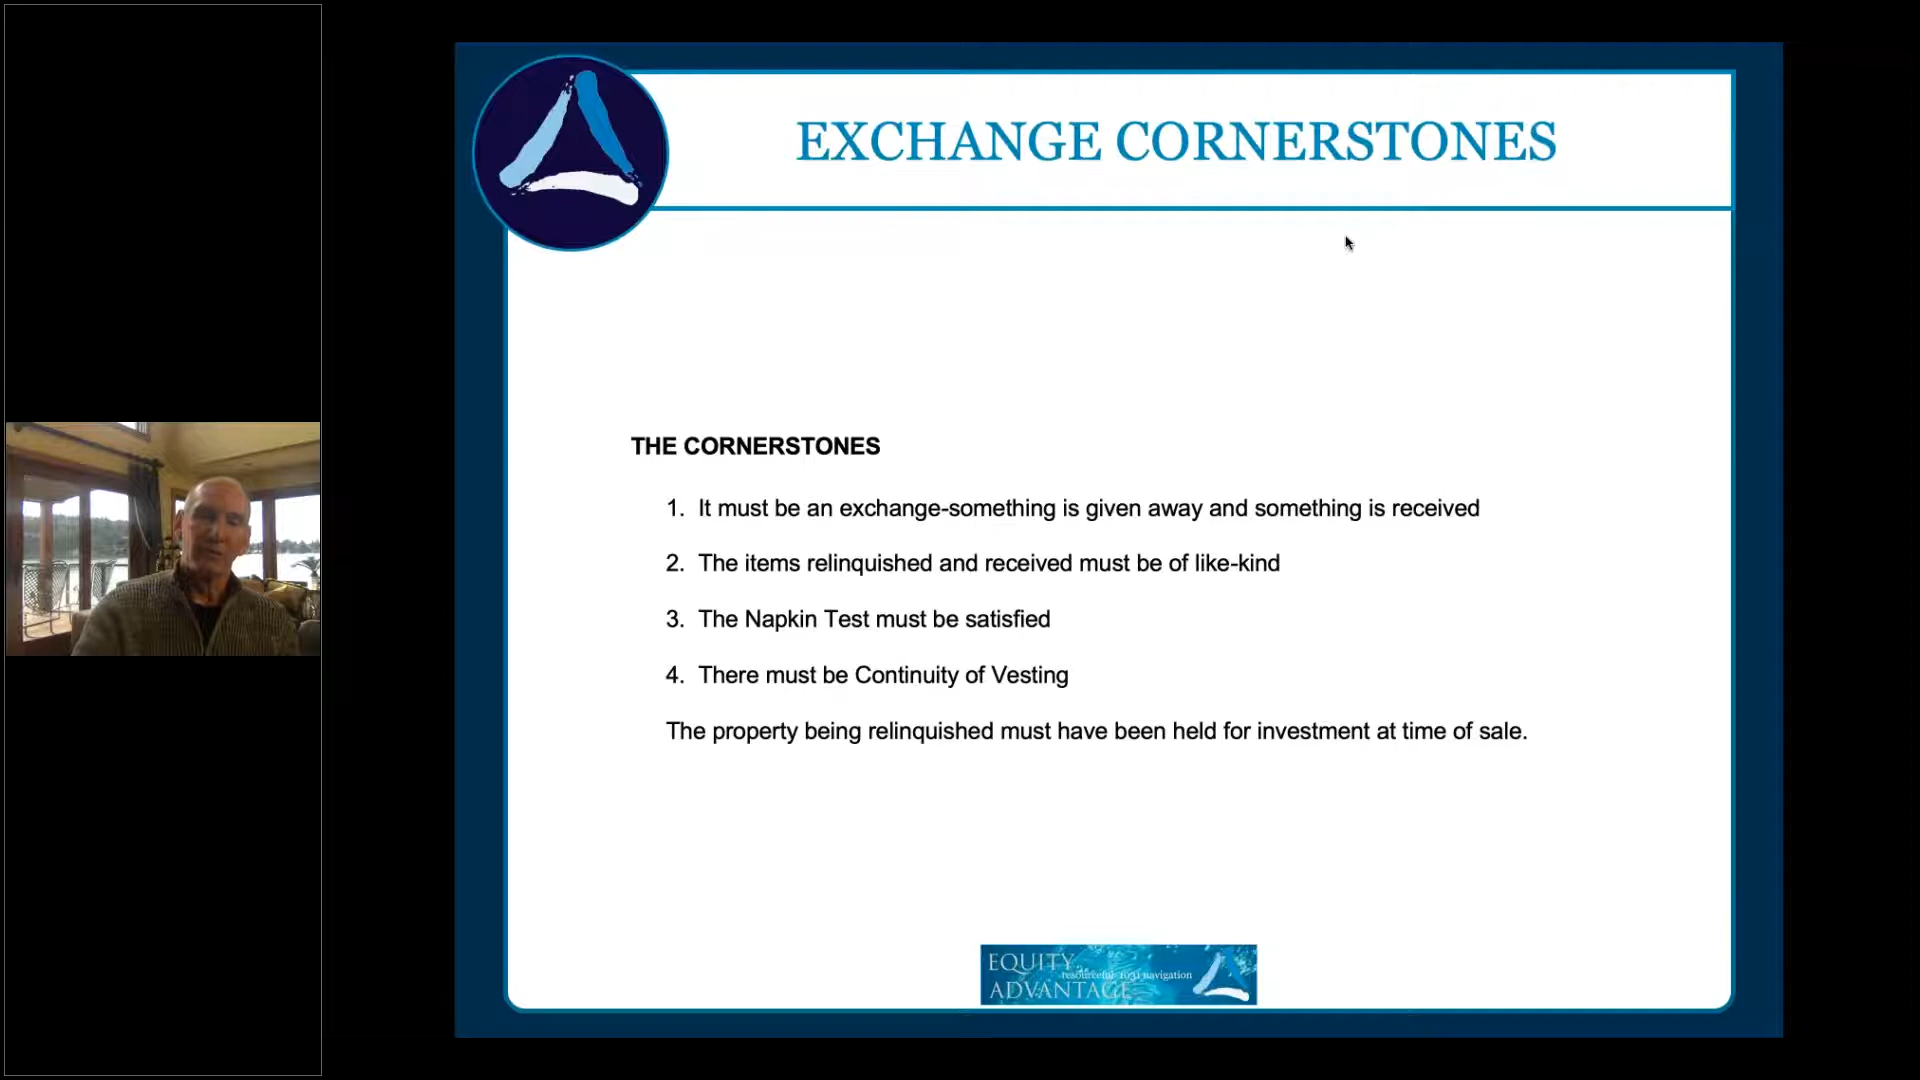 EXCHANGE CORNERSTONES
THE CORNERSTONES
1. It must be an exchange-something is given away and something is received
2. The items relinquished and received must be of like-kind
3. The Napkin Test must be satisfied
4. There must be Continuity of Vesting
The property being relinquished must have been held for investment at time of sale.
EQUITY
resourceful 1031 navigation
ADVANTAGE